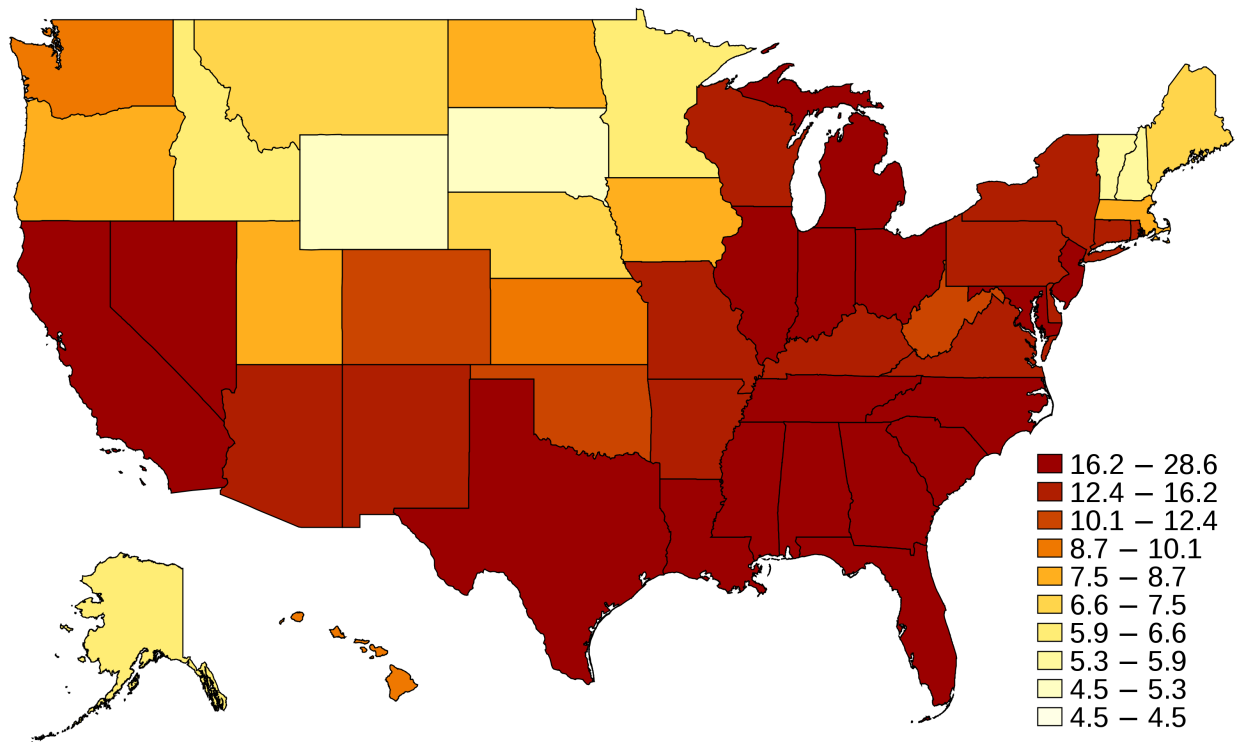 16.2 – 28.6
12.4 – 16.2
10.1 – 12.4
8.7 – 10.1
7.5 – 8.7
6.6 – 7.5
5.9 – 6.6
5.3 – 5.9
4.5 – 5.3
4.5 – 4.5